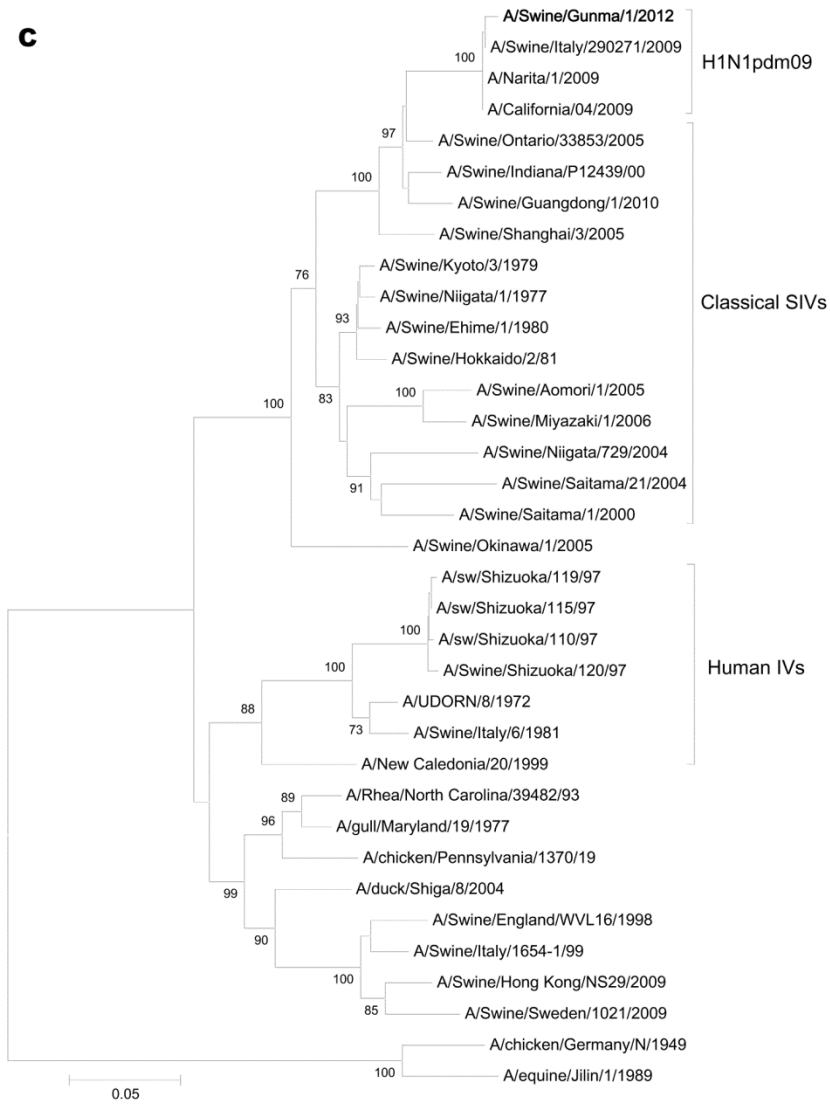 c
A/Swine/Gunma/1/2012
A/Swine/Italy/290271/2009
100
H1N1pdm09
A/Narita/1/2009
A/California/04/2009
97
A/Swine/Ontario/33853/2005
A/Swine/Indiana/P12439/00
100
A/Swine/Guangdong/1/2010
A/Swine/Shanghai/3/2005
76
A/Swine/Kyoto/3/1979
A/Swine/Niigata/1/1977
Classical SIVs
93
A/Swine/Ehime/1/1980
A/Swine/Hokkaido/2/81
100
83
100
A/Swine/Aomori/1/2005
A/Swine/Miyazaki/1/2006
A/Swine/Niigata/729/2004
91
A/Swine/Saitama/21/2004
A/Swine/Saitama/1/2000
A/Swine/Okinawa/1/2005
A/sw/Shizuoka/119/97
A/sw/Shizuoka/115/97
100
A/sw/Shizuoka/110/97
100
A/Swine/Shizuoka/120/97
Human IVs
88
A/UDORN/8/1972
73
A/Swine/Italy/6/1981
A/New Caledonia/20/1999
89
A/Rhea/North Carolina/39482/93
96
A/gull/Maryland/19/1977
A/chicken/Pennsylvania/1370/19
99
A/duck/Shiga/8/2004
90
A/Swine/England/WVL16/1998
A/Swine/Italy/1654-1/99
100
A/Swine/Hong Kong/NS29/2009
85
A/Swine/Sweden/1021/2009
A/chicken/Germany/N/1949
100
A/equine/Jilin/1/1989
0.05